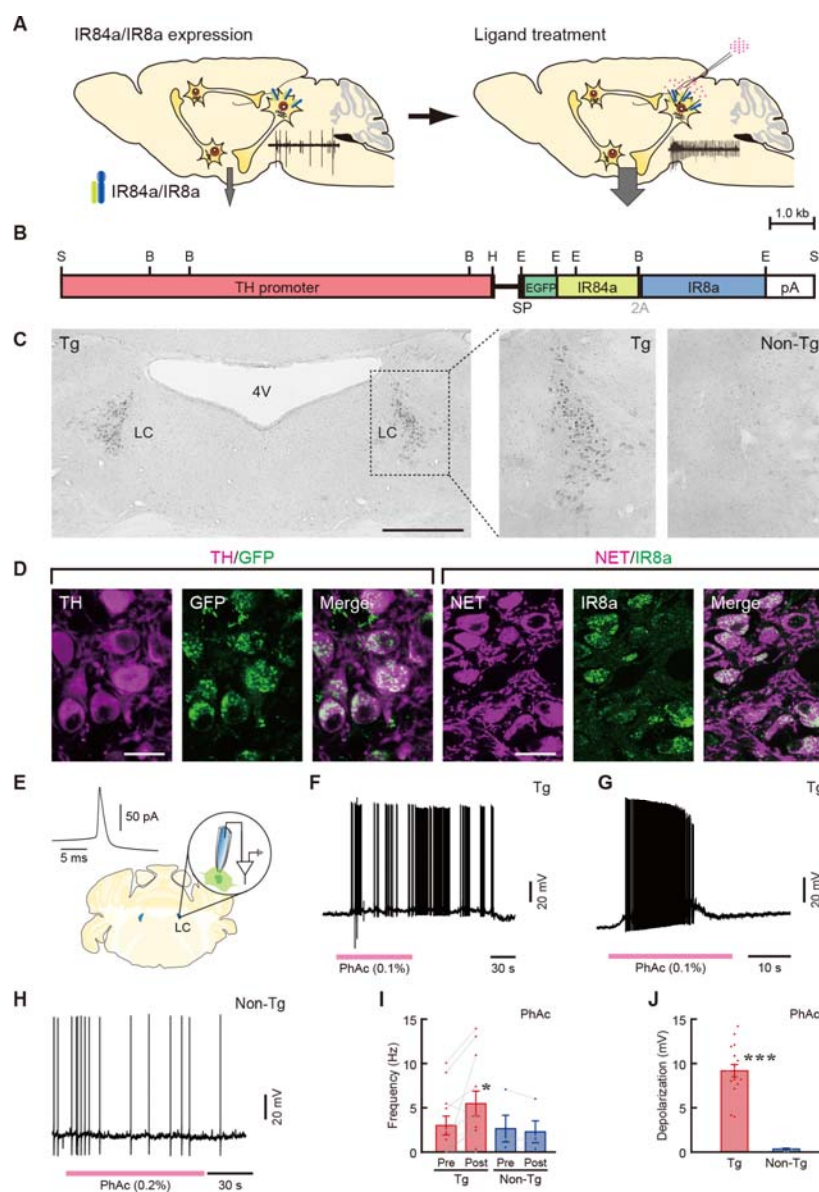 A
IR84a/IR8a expression
Ligand treatment
IR84a/IR8a
1.0 kb
B
S B B B H E E E B E S
TH promoter EGFP IR84a IR8a pA
SP 2A
C
Tg
4V
LC
LC
Tg
Non-Tg
D
TH/GFP
NET/IR8a
TH
GFP
Merge
NET
IR8a
Merge
E
50 pA
5 ms
LC
F
Tg
20 mV
PhAc (0.1%)
30 s
G
Tg
20 mV
PhAc (0.1%)
10 s
H
Non-Tg
20 mV
PhAc (0.2%)
30 s
I
PhAc
Frequency (Hz)
15
10
5
0
*
Pre Post Pre Post
Tg Non-Tg
J
PhAc
Depolarization (mV)
15
10
5
0
***
Tg Non-Tg